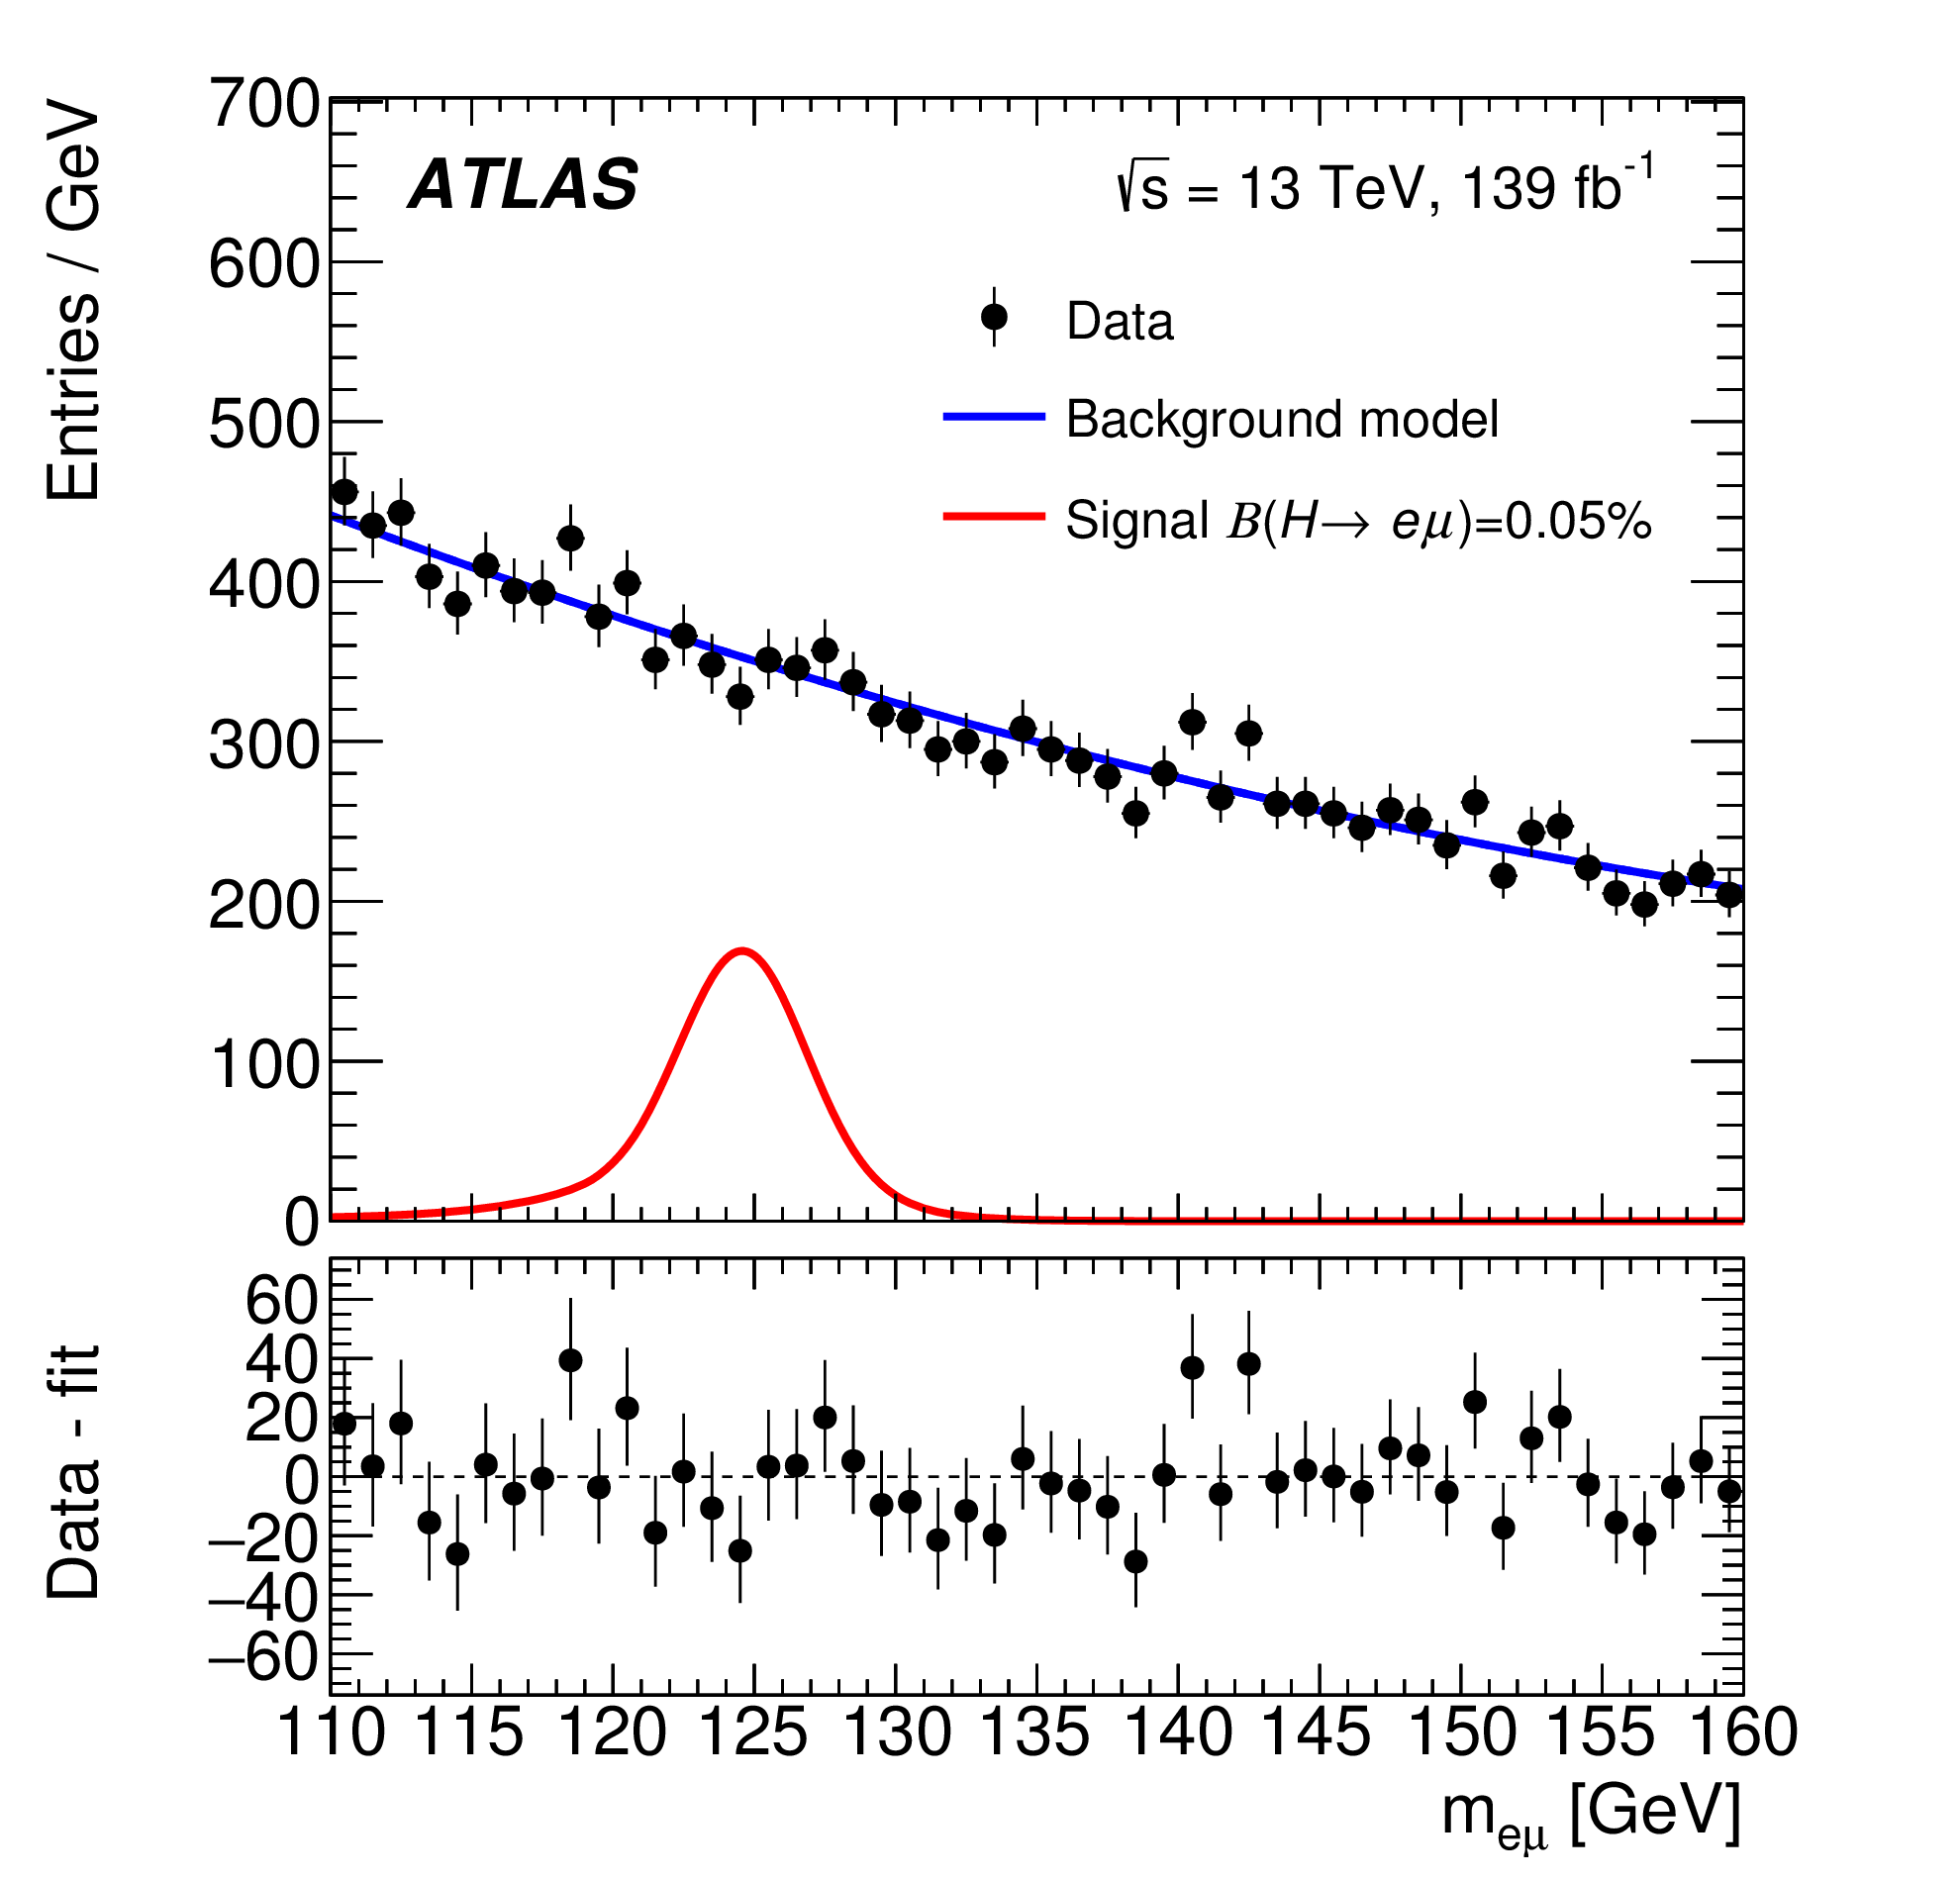 Entries / GeV
700
600
500
400
300
200
100
0
ATLAS
√s = 13 TeV, 139 fb⁻¹
Data
Background model
Signal B(H→ eμ)=0.05%
Data - fit
60
40
20
0
−20
−40
−60
110 115 120 125 130 135 140 145 150 155 160
m_eμ [GeV]